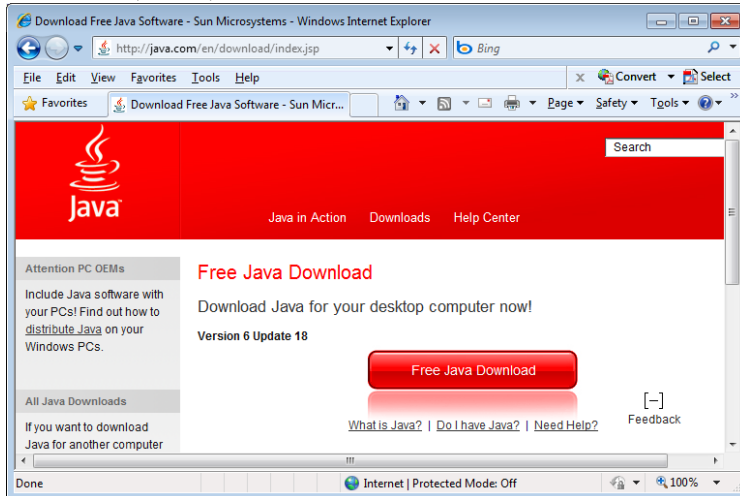 Download Free Java Software - Sun Microsystems - Windows Internet Explorer
http://java.com/en/download/index.jsp
Bing
File Edit View Favorites Tools Help
x Convert Select
Favorites Download Free Java Software - Sun Micr... Page Safety Tools »
Java
Search
Java in Action Downloads Help Center
Attention PC OEMs
Include Java software with
your PCs! Find out how to
distribute Java on your
Windows PCs.
All Java Downloads
If you want to download
Java for another computer
Free Java Download
Download Java for your desktop computer now!
Version 6 Update 18
Free Java Download
What is Java? | Do I have Java? | Need Help?
[–]
Feedback
Done Internet | Protected Mode: Off 100%